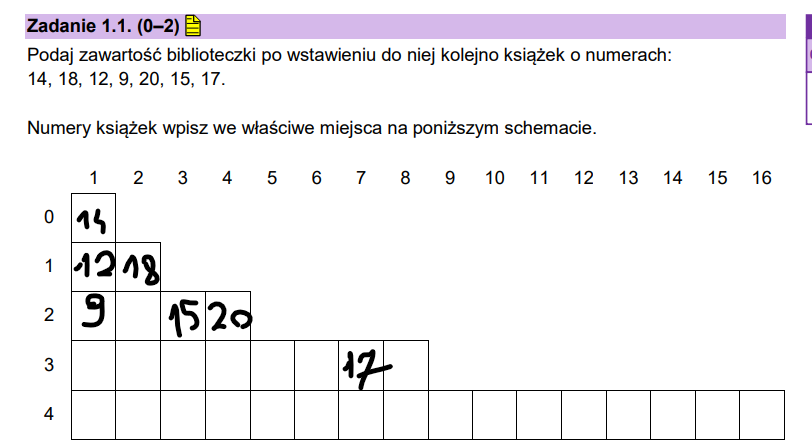 Zadanie 1.1. (0–2)
Podaj zawartość biblioteczki po wstawieniu do niej kolejno książek o numerach:
14, 18, 12, 9, 20, 15, 17.
Numery książek wpisz we właściwe miejsca na poniższym schemacie.
1 2 3 4 5 6 7 8 9 10 11 12 13 14 15 16
0 14
1 12 18
2 9 15 20
3 17
4